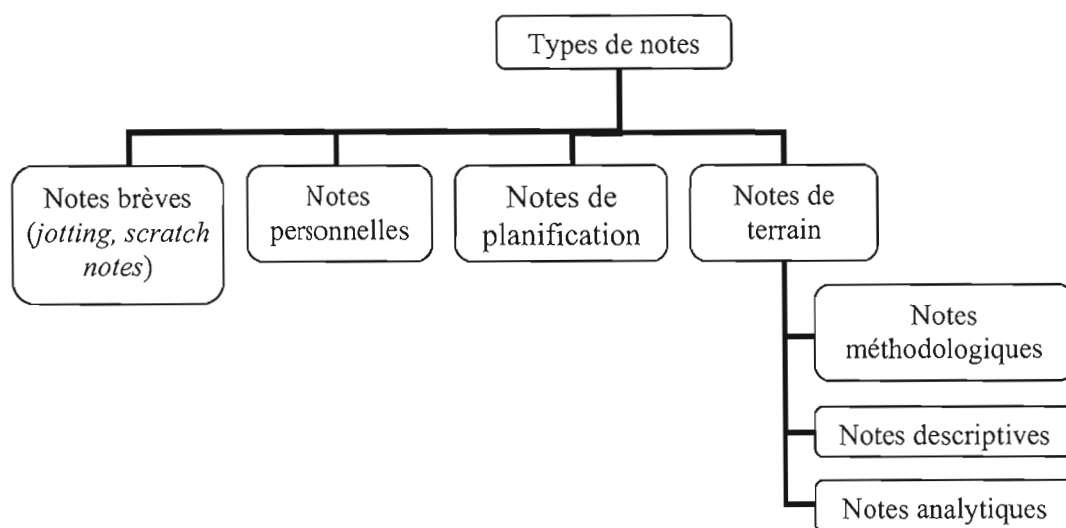 Types de notes
Notes brèves
(jotting, scratch
notes)
Notes
personnelles
Notes de
planification
Notes de
terrain
Notes
méthodologiques
Notes descriptives
Notes analytiques